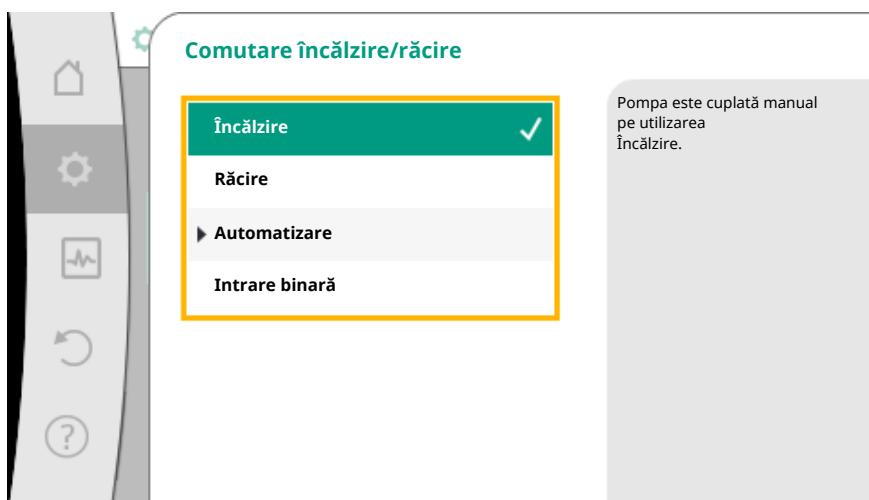 Comutare încălzire/răcire
Încălzire
Răcire
Automatizare
Intrare binară
Pompa este cuplată manual
pe utilizarea
Încălzire.
?